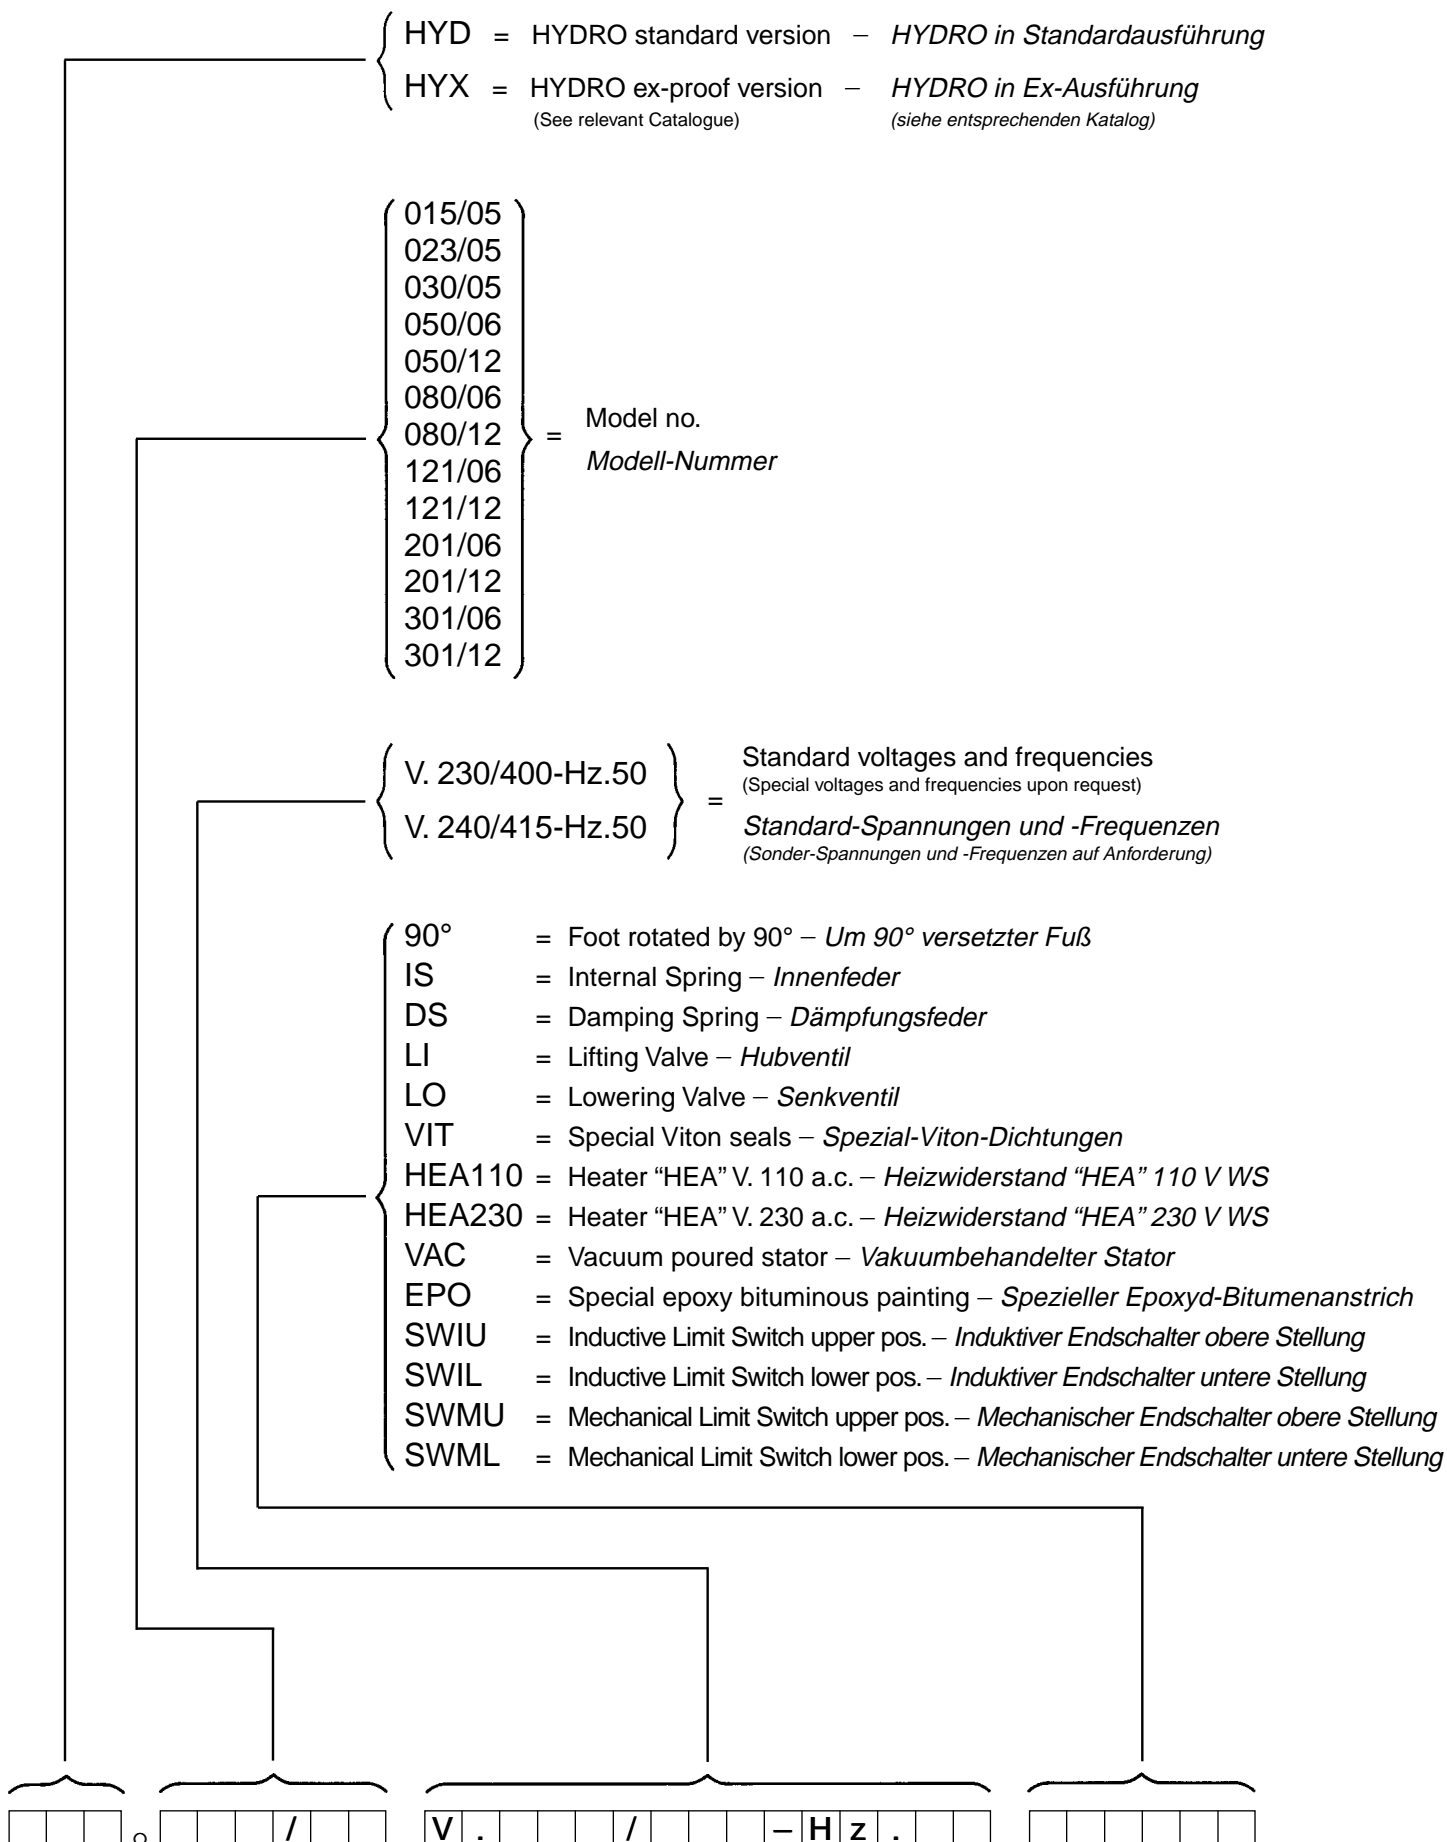 HYD = HYDRO standard version – HYDRO in Standardausführung
HYX = HYDRO ex-proof version – HYDRO in Ex-Ausführung
(See relevant Catalogue) (siehe entsprechenden Katalog)
015/05
023/05
030/05
050/06
050/12
080/06
080/12
121/06
121/12
201/06
201/12
301/06
301/12
= Model no.
Modell-Nummer
V. 230/400-Hz.50
V. 240/415-Hz.50
= Standard voltages and frequencies
(Special voltages and frequencies upon request)
Standard-Spannungen und -Frequenzen
(Sonder-Spannungen und -Frequenzen auf Anforderung)
90° = Foot rotated by 90° – Um 90° versetzter Fuß
IS = Internal Spring – Innenfeder
DS = Damping Spring – Dämpfungsfeder
LI = Lifting Valve – Hubventil
LO = Lowering Valve – Senkventil
VIT = Special Viton seals – Spezial-Viton-Dichtungen
HEA110 = Heater “HEA” V. 110 a.c. – Heizwiderstand “HEA” 110 V WS
HEA230 = Heater “HEA” V. 230 a.c. – Heizwiderstand “HEA” 230 V WS
VAC = Vacuum poured stator – Vakuumbehandelter Stator
EPO = Special epoxy bituminous painting – Spezieller Epoxyd-Bitumenanstrich
SWIU = Inductive Limit Switch upper pos. – Induktiver Endschalter obere Stellung
SWIL = Inductive Limit Switch lower pos. – Induktiver Endschalter untere Stellung
SWMU = Mechanical Limit Switch upper pos. – Mechanischer Endschalter obere Stellung
SWML = Mechanical Limit Switch lower pos. – Mechanischer Endschalter untere Stellung
/ V . / – H z .